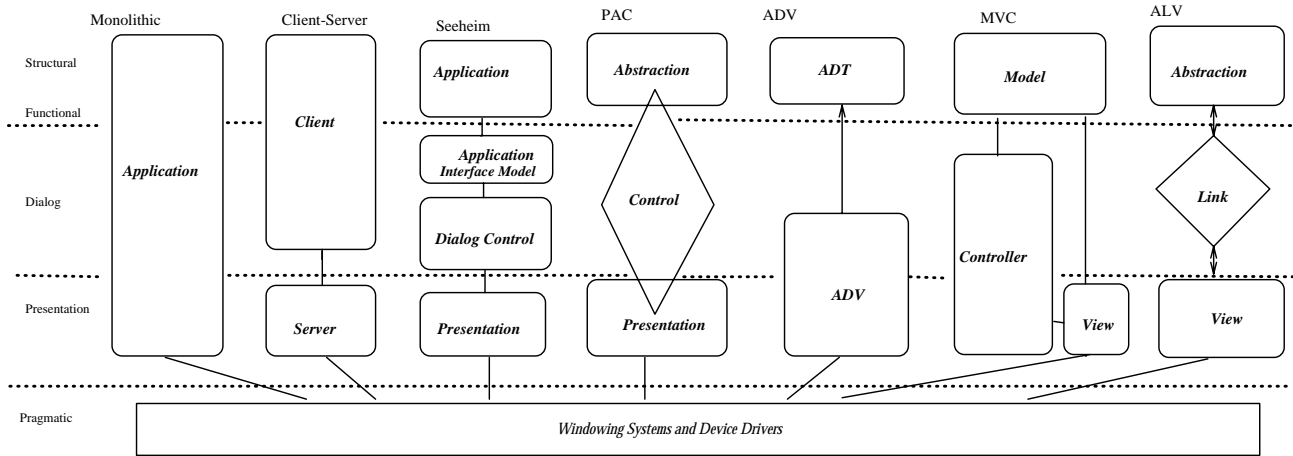 Monolithic
Client-Server
Seeheim
PAC
ADV
MVC
ALV
Structural
Functional
Dialog
Presentation
Pragmatic
Application
Client
Server
Application
Application
Interface Model
Dialog Control
Presentation
Abstraction
Control
Presentation
ADT
ADV
Model
Controller
View
Abstraction
Link
View
Windowing Systems and Device Drivers